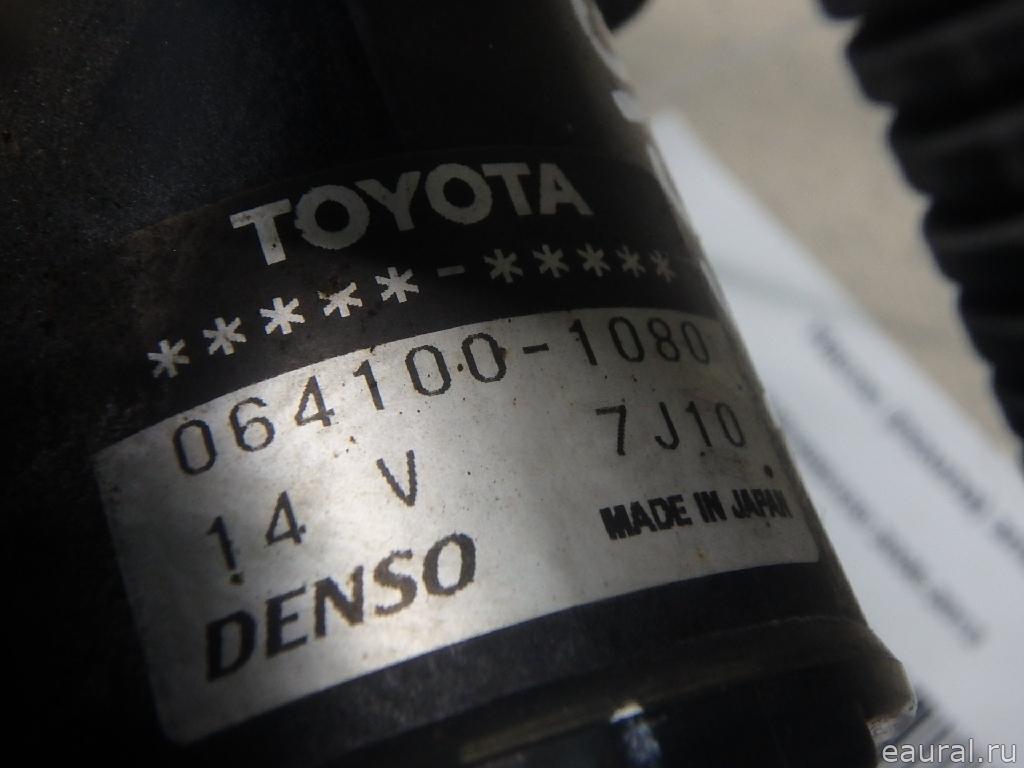 TOYOTA
*****-*****
064100-1080
14 V 7J10
DENSO MADE IN JAPAN
eaural.ru